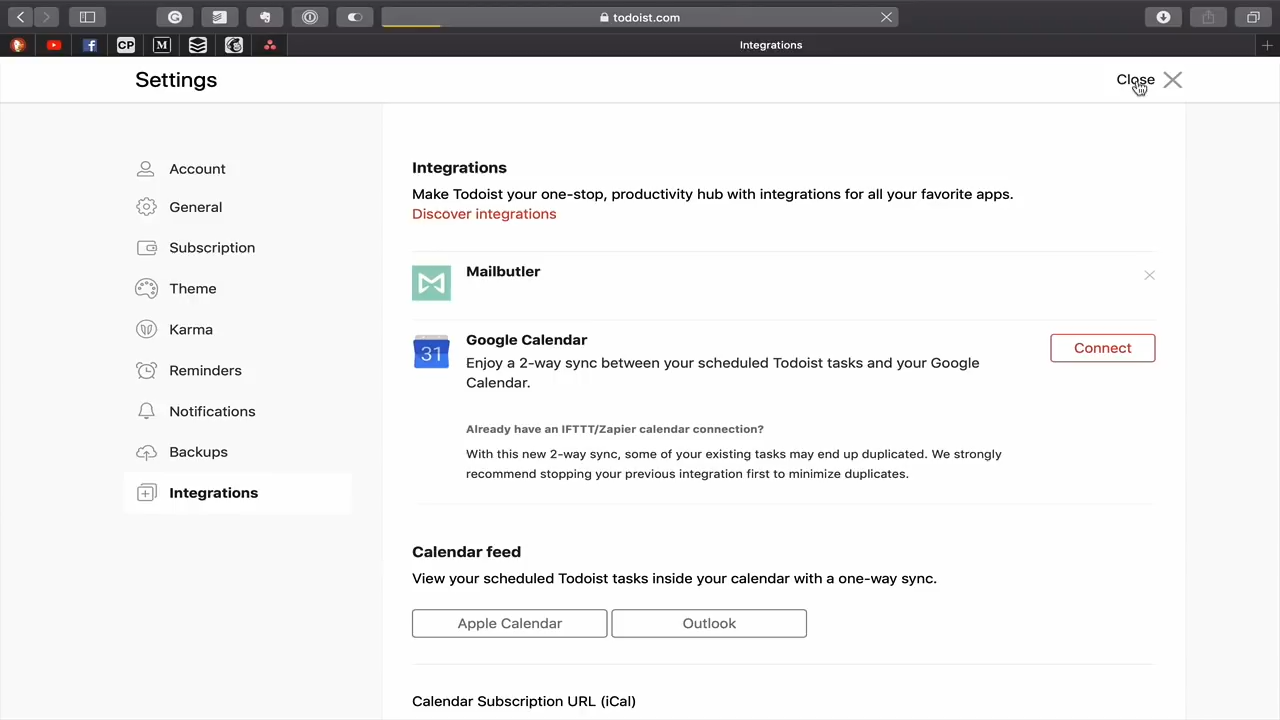 todoist.com
CP
M
Integrations
Settings
Close
Account
General
Subscription
Theme
Karma
Reminders
Notifications
Backups
Integrations
Integrations
Make Todoist your one-stop, productivity hub with integrations for all your favorite apps.
Discover integrations
Mailbutler
31
Google Calendar
Connect
Enjoy a 2-way sync between your scheduled Todoist tasks and your Google
Calendar.
Already have an IFTTT/Zapier calendar connection?
With this new 2-way sync, some of your existing tasks may end up duplicated. We strongly
recommend stopping your previous integration first to minimize duplicates.
Calendar feed
View your scheduled Todoist tasks inside your calendar with a one-way sync.
Apple Calendar
Outlook
Calendar Subscription URL (iCal)